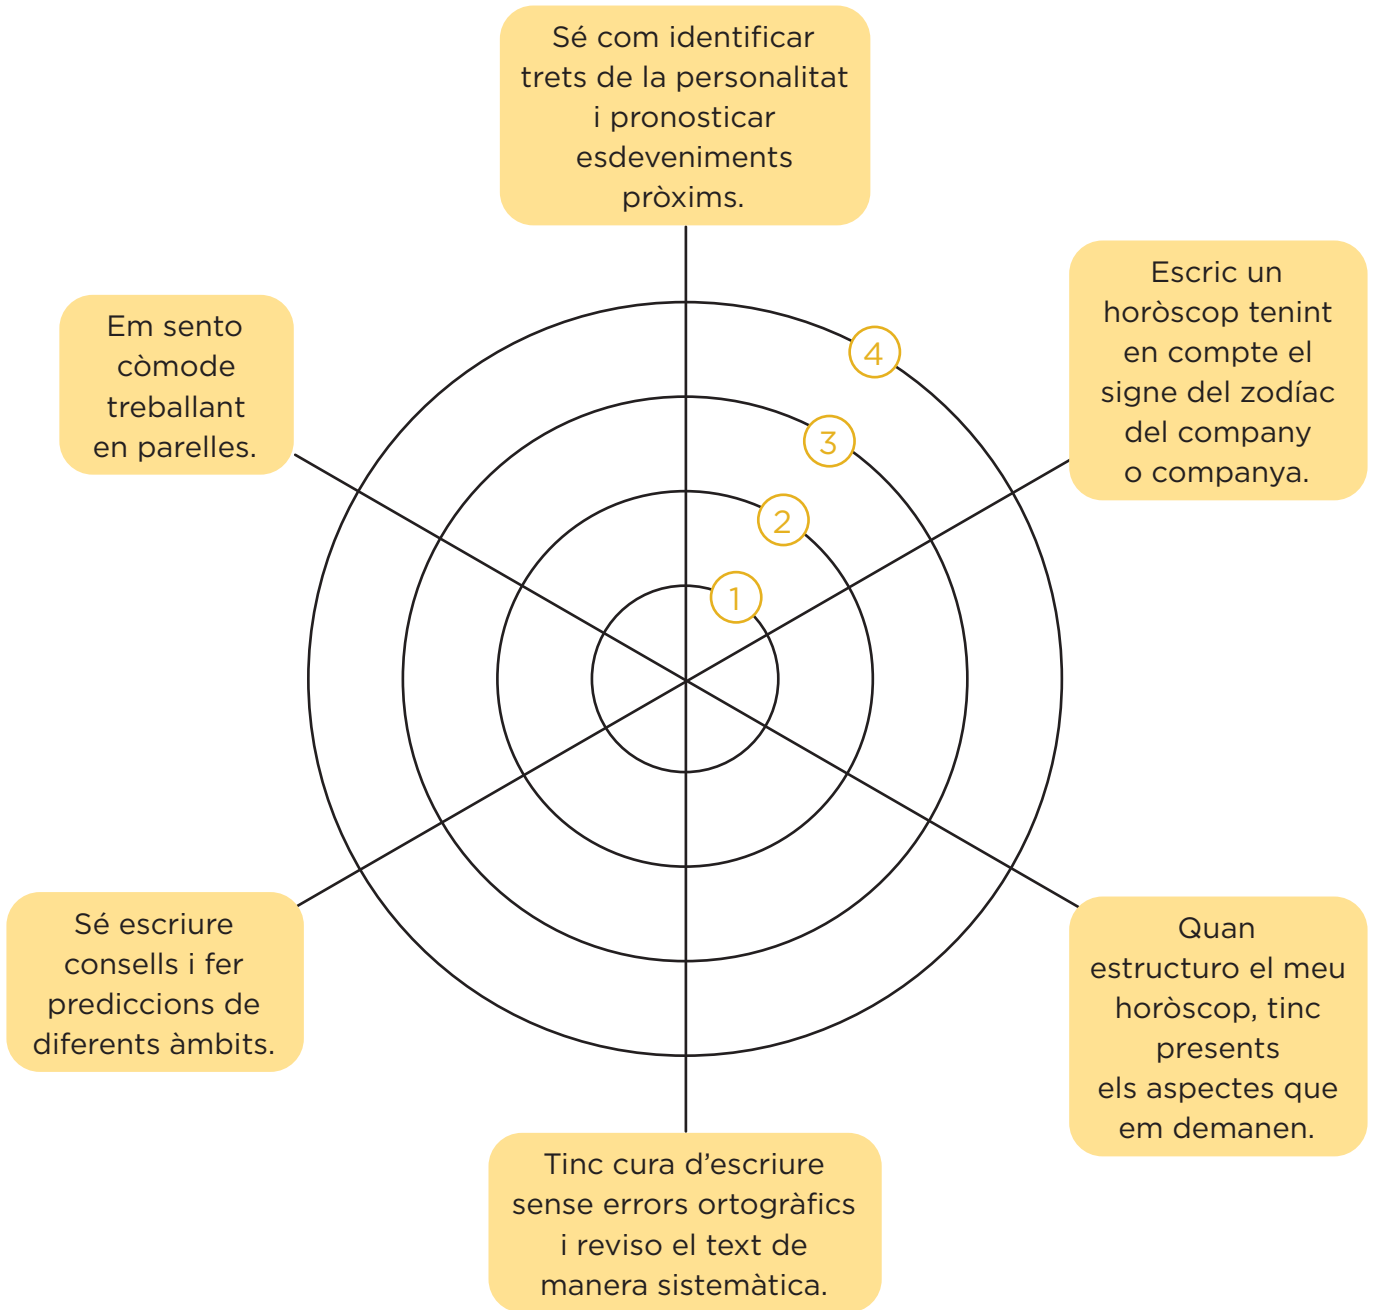 Sé com identificar
trets de la personalitat
i pronosticar
esdeveniments
pròxims.
Escric un
horòscop tenint
en compte el
signe del zodíac
del company
o companya.
Em sento
còmode
treballant
en parelles.
4
3
2
1
Sé escriure
consells i fer
prediccions de
diferents àmbits.
Quan
estructuro el meu
horòscop, tinc
presents
els aspectes que
em demanen.
Tinc cura d’escriure
sense errors ortogràfics
i reviso el text de
manera sistemàtica.